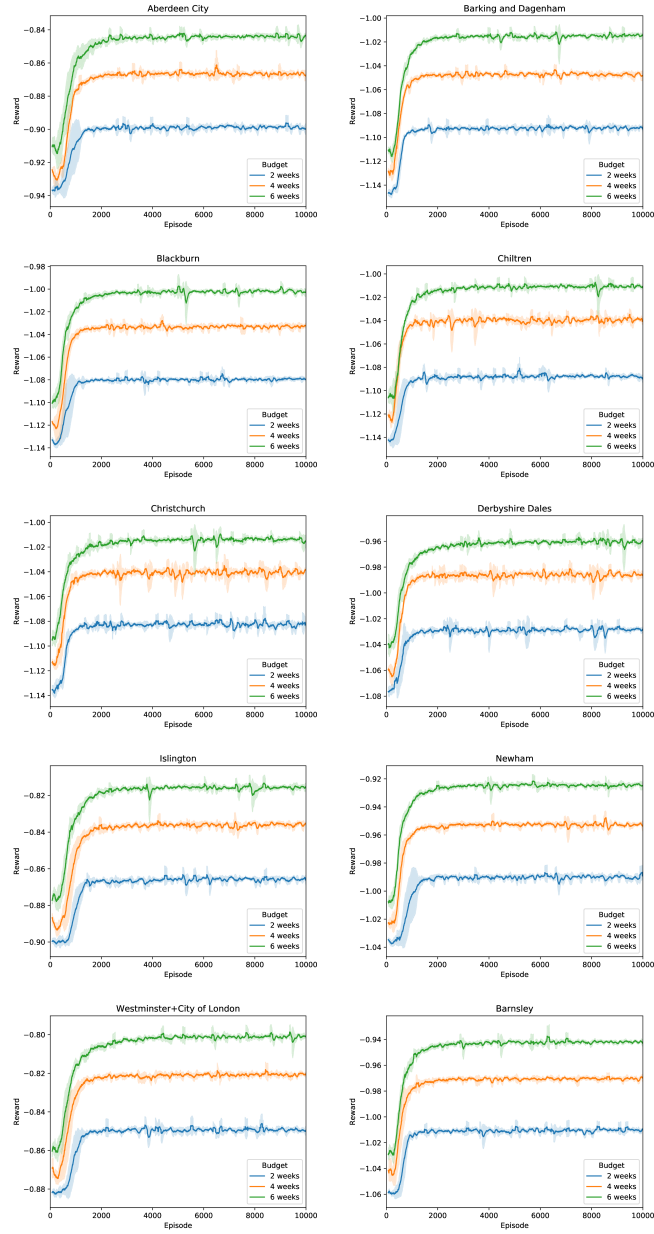 Aberdeen City
−0.84
−0.86
−0.88
−0.90
−0.92
−0.94
Reward
0 2000 4000 6000 8000 10000
Episode
Budget
2 weeks
4 weeks
6 weeks
Barking and Dagenham
−1.00
−1.02
−1.04
−1.06
−1.08
−1.10
−1.12
−1.14
Reward
0 2000 4000 6000 8000 10000
Episode
Budget
2 weeks
4 weeks
6 weeks
Blackburn
−0.98
−1.00
−1.02
−1.04
−1.06
−1.08
−1.10
−1.12
−1.14
Reward
0 2000 4000 6000 8000 10000
Episode
Budget
2 weeks
4 weeks
6 weeks
Chiltren
−1.00
−1.02
−1.04
−1.06
−1.08
−1.10
−1.12
−1.14
Reward
0 2000 4000 6000 8000 10000
Episode
Budget
2 weeks
4 weeks
6 weeks
Christchurch
−1.00
−1.02
−1.04
−1.06
−1.08
−1.10
−1.12
−1.14
Reward
0 2000 4000 6000 8000 10000
Episode
Budget
2 weeks
4 weeks
6 weeks
Derbyshire Dales
−0.96
−0.98
−1.00
−1.02
−1.04
−1.06
−1.08
Reward
0 2000 4000 6000 8000 10000
Episode
Budget
2 weeks
4 weeks
6 weeks
Islington
−0.82
−0.84
−0.86
−0.88
−0.90
Reward
0 2000 4000 6000 8000 10000
Episode
Budget
2 weeks
4 weeks
6 weeks
Newham
−0.92
−0.94
−0.96
−0.98
−1.00
−1.02
−1.04
Reward
0 2000 4000 6000 8000 10000
Episode
Budget
2 weeks
4 weeks
6 weeks
Westminster+City of London
−0.80
−0.82
−0.84
−0.86
−0.88
Reward
0 2000 4000 6000 8000 10000
Episode
Budget
2 weeks
4 weeks
6 weeks
Barnsley
−0.94
−0.96
−0.98
−1.00
−1.02
−1.04
−1.06
Reward
0 2000 4000 6000 8000 10000
Episode
Budget
2 weeks
4 weeks
6 weeks